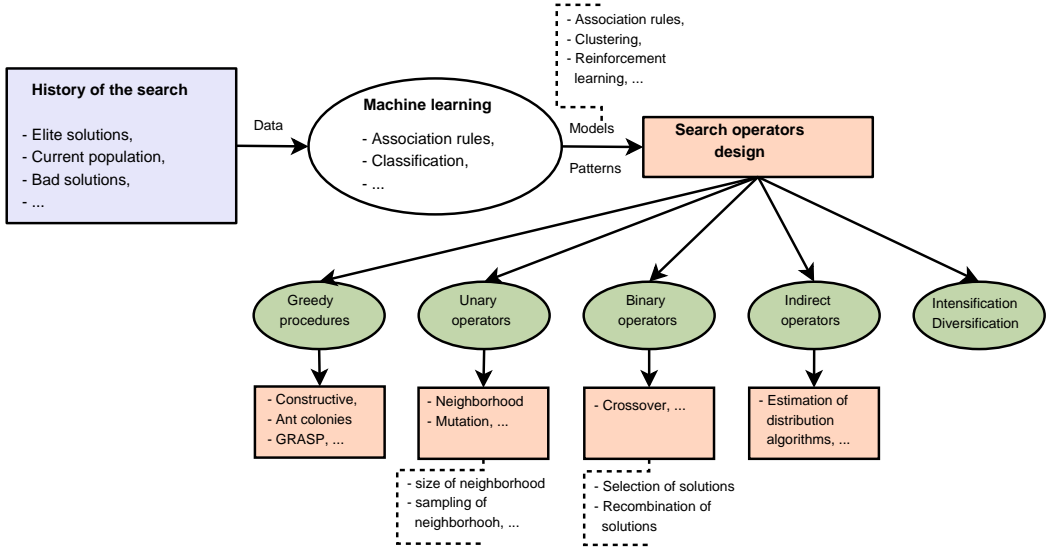 History of the search
- Elite solutions,
- Current population,
- Bad solutions,
- ...
Data
Machine learning
- Association rules,
- Classification,
- ...
- Association rules,
- Clustering,
- Reinforcement
learning, ...
Models
Patterns
Search operators
design
Greedy
procedures
Unary
operators
Binary
operators
Indirect
operators
Intensification
Diversification
- Constructive,
- Ant colonies
- GRASP, ...
- Neighborhood
- Mutation, ...
- Crossover, ...
- Estimation of
distribution
algorithms, ...
- size of neighborhood
- sampling of
neighborhooh, ...
- Selection of solutions
- Recombination of
solutions